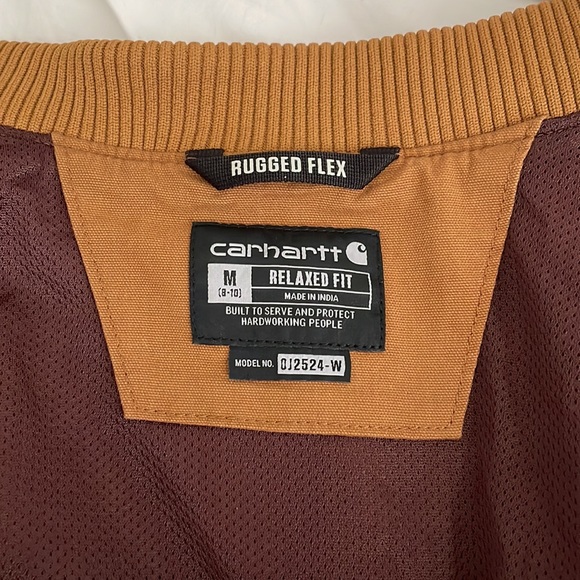 RUGGED FLEX
carhartt
M RELAXED FIT
(8-10) MADE IN INDIA
BUILT TO SERVE AND PROTECT
HARDWORKING PEOPLE
MODEL NO. OJ2524-W